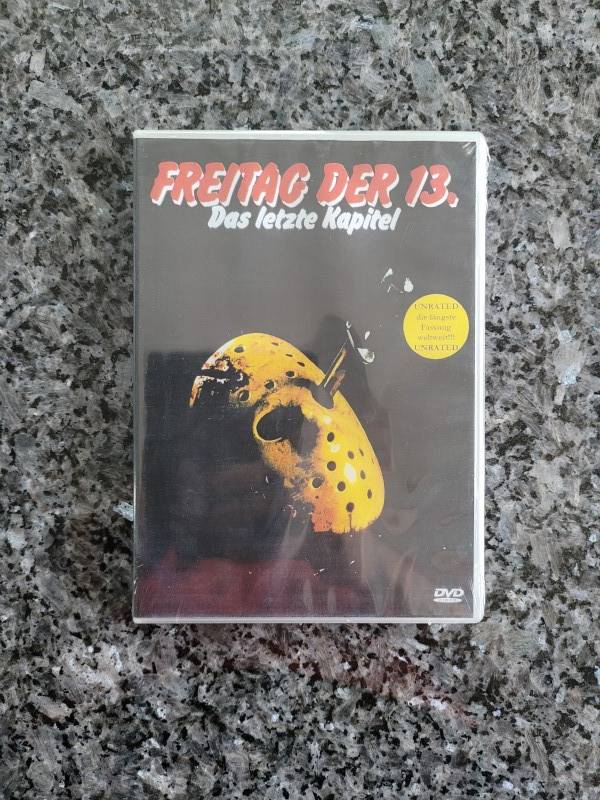 FREITAG DER 13.
Das letzte Kapitel
UNRATED
die längste
Fassung
weltweit!!!
UNRATED
DVD